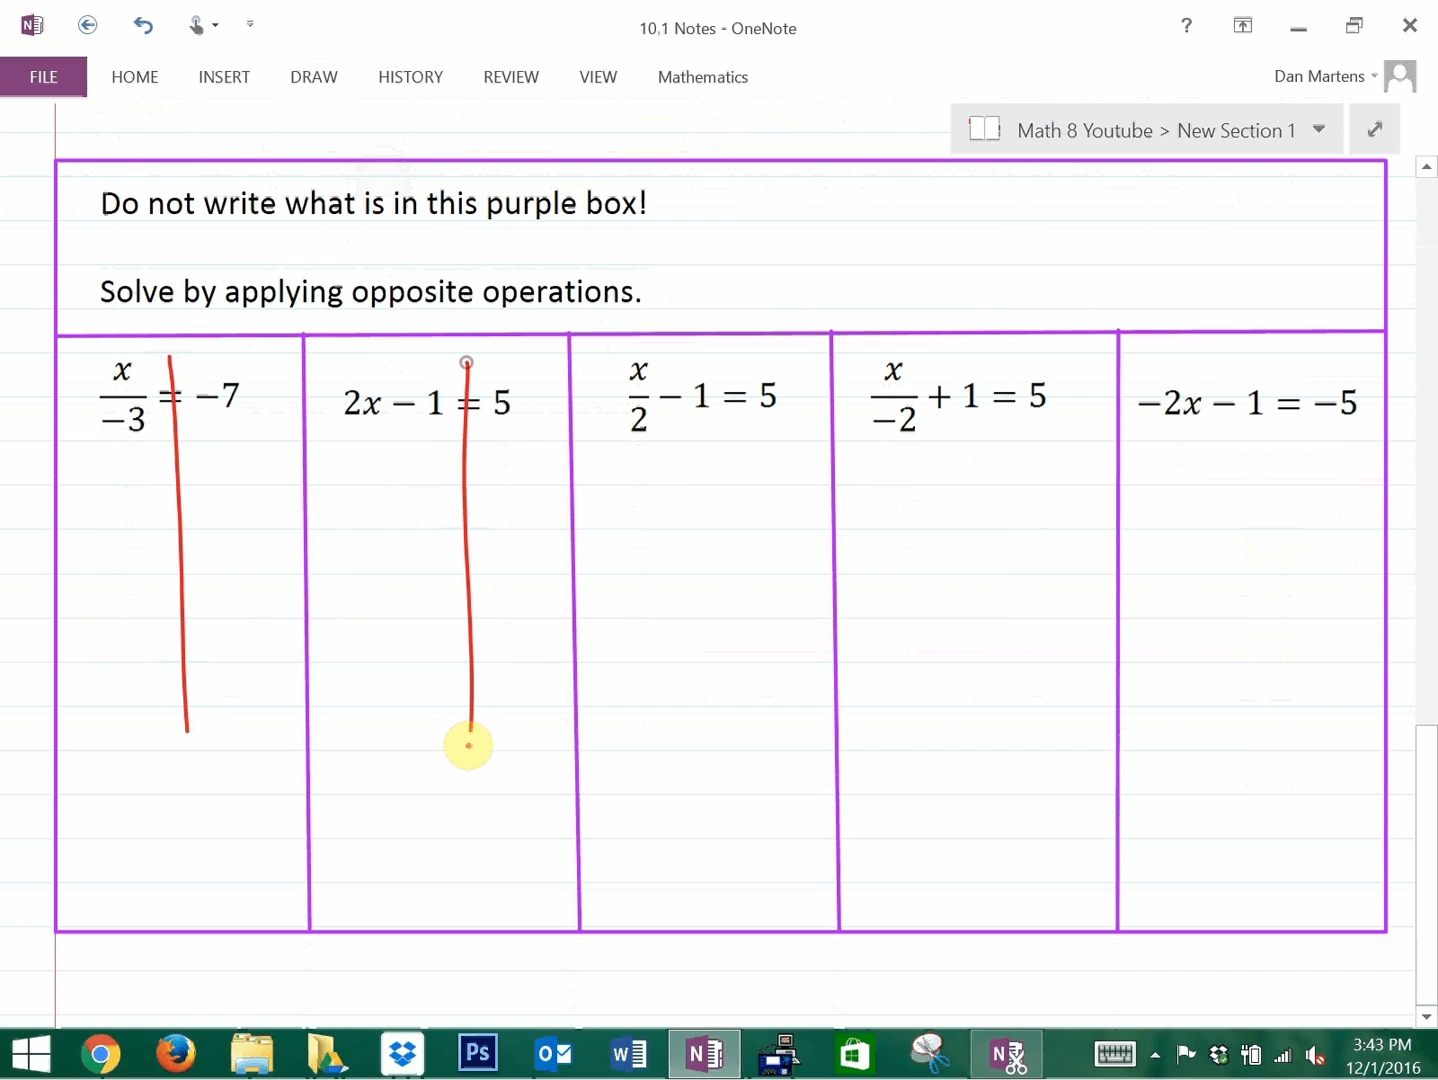 10,1 Notes - OneNote
?
FILE HOME INSERT DRAW HISTORY REVIEW VIEW Mathematics
Dan Martens
Math 8 Youtube > New Section 1
Do not write what is in this purple box!
Solve by applying opposite operations.
x/−3 = −7
2x − 1 = 5
x/2 − 1 = 5
x/−2 + 1 = 5
−2x − 1 = −5
3:43 PM
12/1/2016